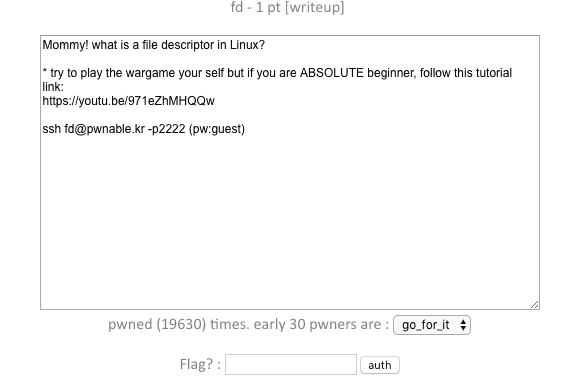 fd - 1 pt [writeup]
Mommy! what is a file descriptor in Linux?
* try to play the wargame your self but if you are ABSOLUTE beginner, follow this tutorial
link:
https://youtu.be/971eZhMHQQw
ssh fd@pwnable.kr -p2222 (pw:guest)
pwned (19630) times. early 30 pwners are : go_for_it
Flag? : auth